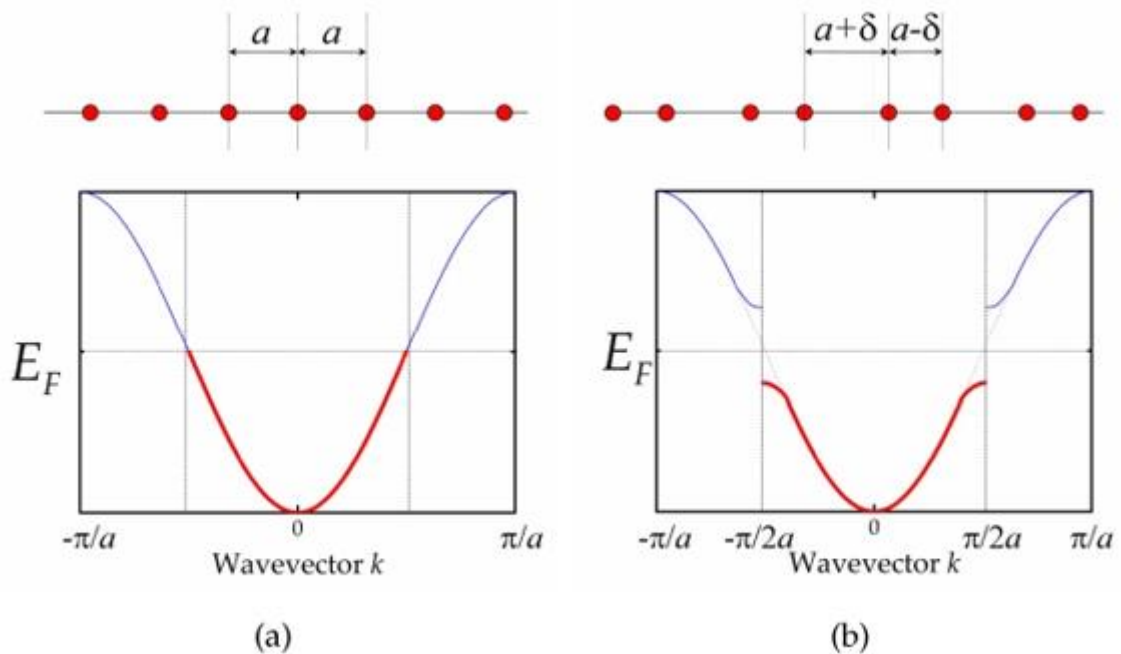 a a
a+δ a-δ
E_F
-π/a 0 π/a
Wavevector k
E_F
-π/a -π/2a 0 π/2a π/a
Wavevector k
(a)
(b)